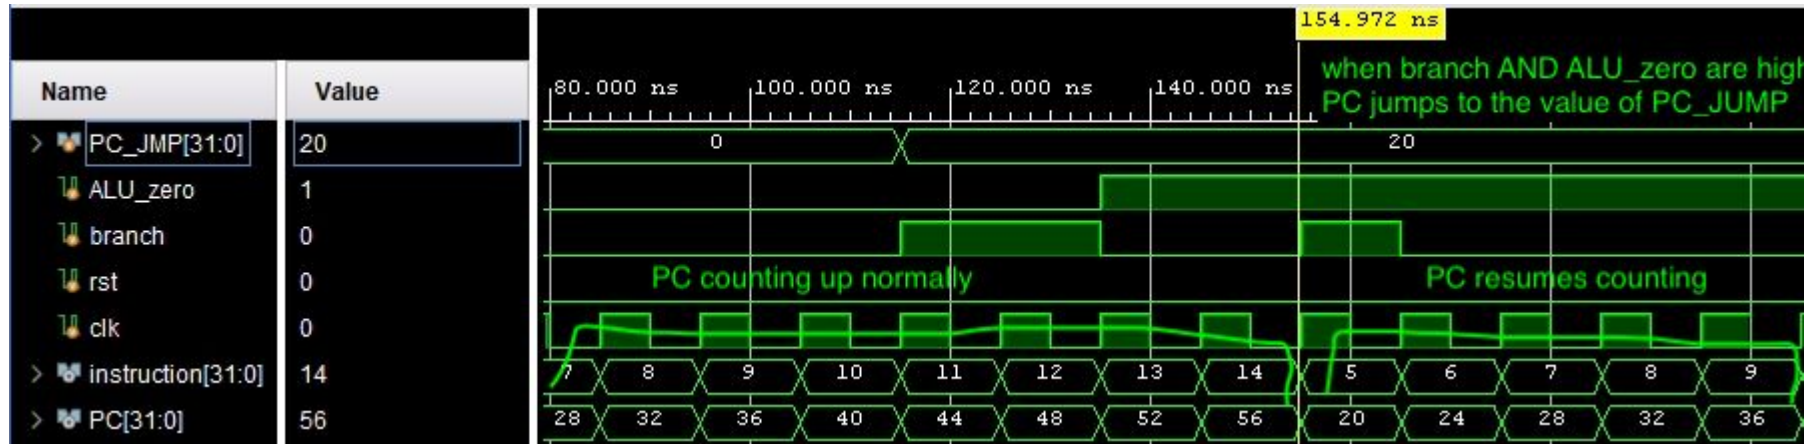 154.972 ns
when branch AND ALU_zero are high
PC jumps to the value of PC_JUMP
Name Value
80.000 ns 100.000 ns 120.000 ns 140.000 ns
PC_JMP[31:0] 20 0 20
ALU_zero 1
branch 0
rst 0 PC counting up normally PC resumes counting
clk 0
instruction[31:0] 14 7 8 9 10 11 12 13 14 5 6 7 8 9
PC[31:0] 56 28 32 36 40 44 48 52 56 20 24 28 32 36